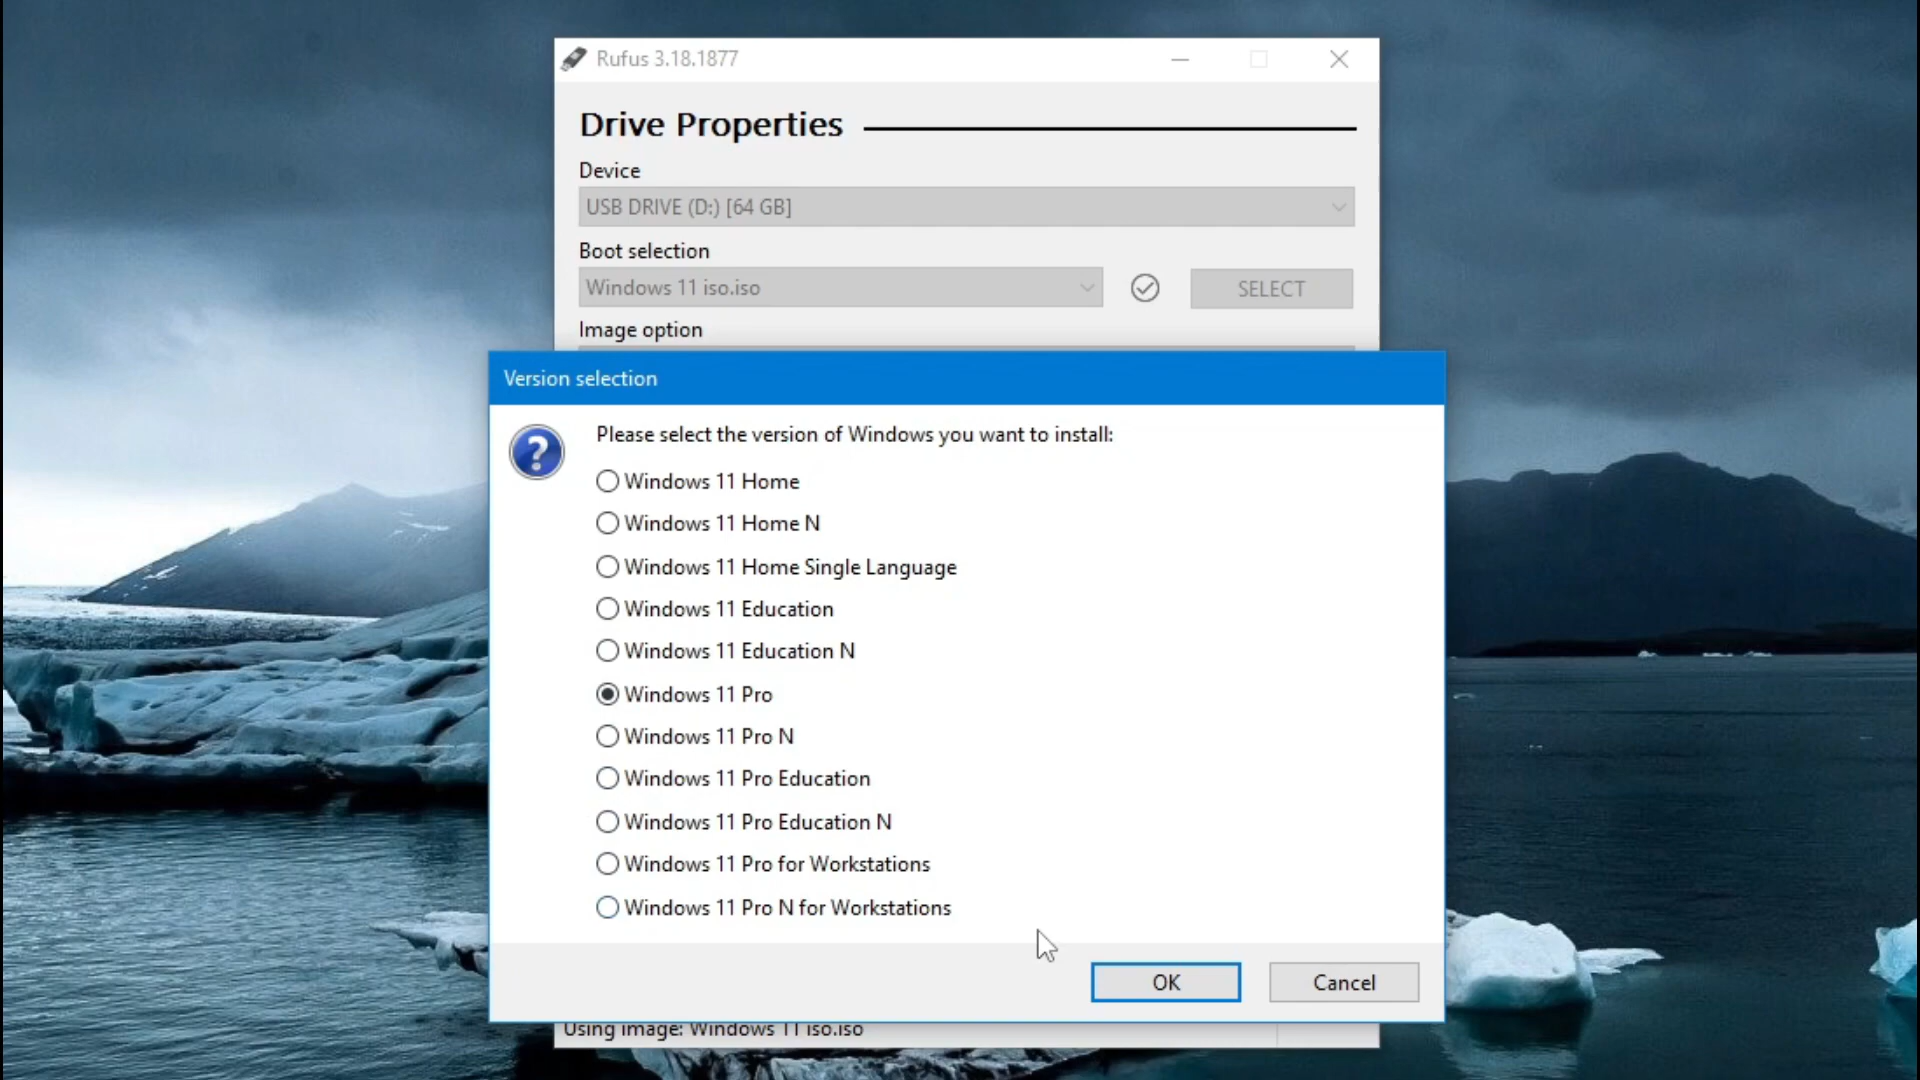 Rufus 3.18.1877
Drive Properties
Device
USB DRIVE (D:) [64 GB]
Boot selection
Windows 11 iso.iso
SELECT
Image option
Version selection
?
Please select the version of Windows you want to install:
Windows 11 Home
Windows 11 Home N
Windows 11 Home Single Language
Windows 11 Education
Windows 11 Education N
Windows 11 Pro
Windows 11 Pro N
Windows 11 Pro Education
Windows 11 Pro Education N
Windows 11 Pro for Workstations
Windows 11 Pro N for Workstations
OK
Cancel
Using image: Windows 11 iso.iso